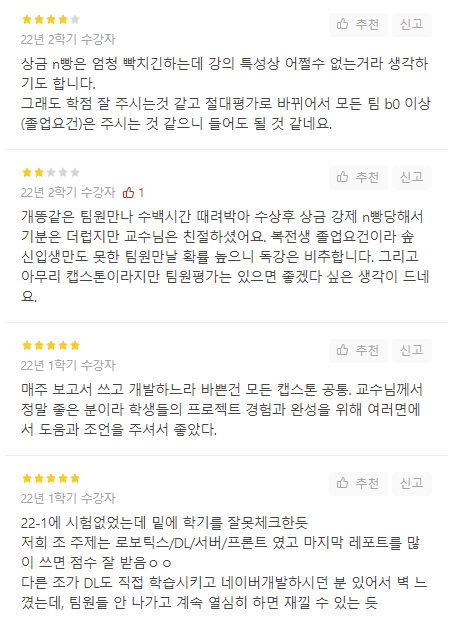 추천
신고
22년 2학기 수강자
상금 n빵은 엄청 빡치긴하는데 강의 특성상 어쩔수 없는거라 생각하
기도 합니다.
그래도 학점 잘 주시는것 같고 절대평가로 바뀌어서 모든 팀 b0 이상
(졸업요건)은 주시는 것 같으니 들어도 될 것 같네요.
추천
신고
22년 2학기 수강자 1
개똥같은 팀원만나 수백시간 때려박아 수상후 상금 강제 n빵당해서
기분은 더럽지만 교수님은 친절하셨어요. 복전생 졸업요건이라 솦
신입생만도 못한 팀원만날 확률 높으니 독강은 비추합니다. 그리고
아무리 캡스톤이라지만 팀원평가는 있으면 좋겠다 싶은 생각이 드네
요.
추천
신고
22년 1학기 수강자
매주 보고서 쓰고 개발하느라 바쁜건 모든 캡스톤 공통. 교수님께서
정말 좋은 분이라 학생들의 프로젝트 경험과 완성을 위해 여러면에
서 도움과 조언을 주셔서 좋았다.
추천
신고
22년 1학기 수강자
22-1에 시험없었는데 밑에 학기를 잘못체크한듯
저희 조 주제는 로보틱스/DL/서버/프론트 였고 마지막 레포트를 많
이 쓰면 점수 잘 받음ㅇㅇ
다른 조가 DL도 직접 학습시키고 네이버개발하시던 분 있어서 벽 느
꼈는데, 팀원들 안 나가고 계속 열심히 하면 재낄 수 있는 듯